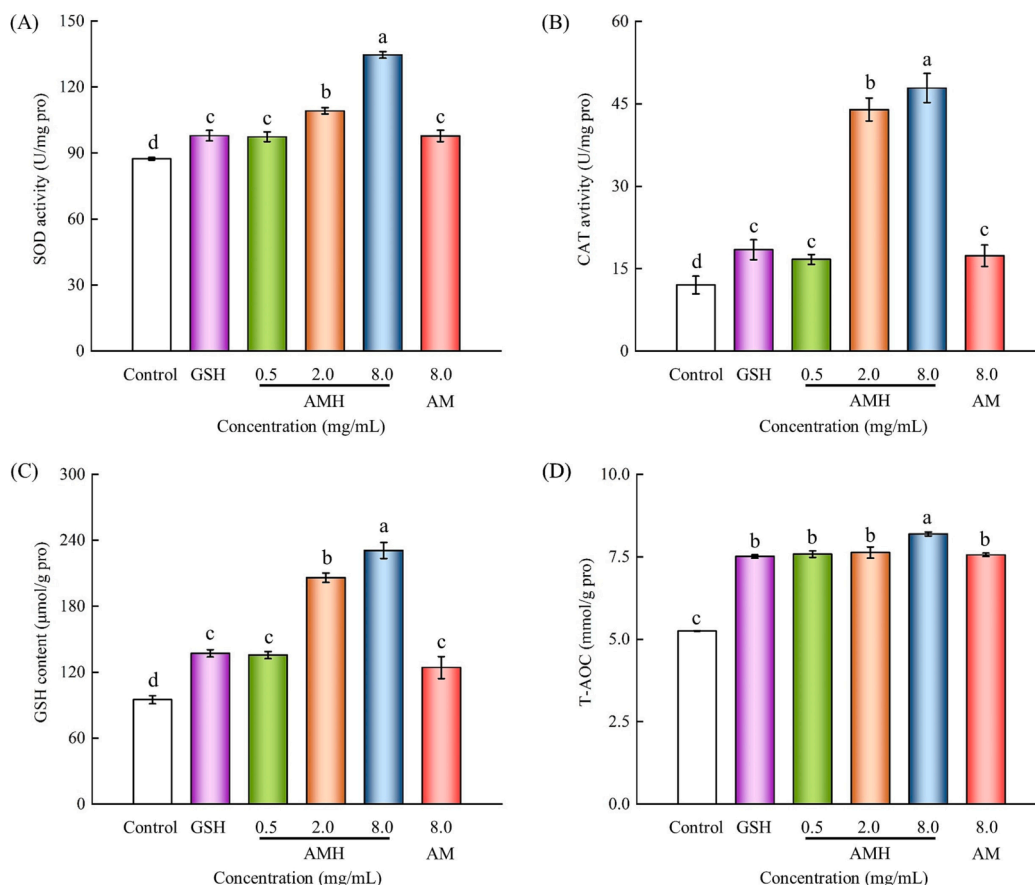 (A)
SOD activity (U/mg pro)
150
120
90
60
30
0
d
c
c
b
a
c
Control GSH 0.5 2.0 8.0 8.0
AMH AM
Concentration (mg/mL)
(B)
CAT avtivity (U/mg pro)
60
45
30
15
0
d
c
c
b
a
c
Control GSH 0.5 2.0 8.0 8.0
AMH AM
Concentration (mg/mL)
(C)
GSH content (μmol/g pro)
300
240
180
120
60
0
d
c
c
b
a
c
Control GSH 0.5 2.0 8.0 8.0
AMH AM
Concentration (mg/mL)
(D)
T-AOC (mmol/g pro)
10.0
7.5
5.0
2.5
0.0
c
b
b
b
a
b
Control GSH 0.5 2.0 8.0 8.0
AMH AM
Concentration (mg/mL)